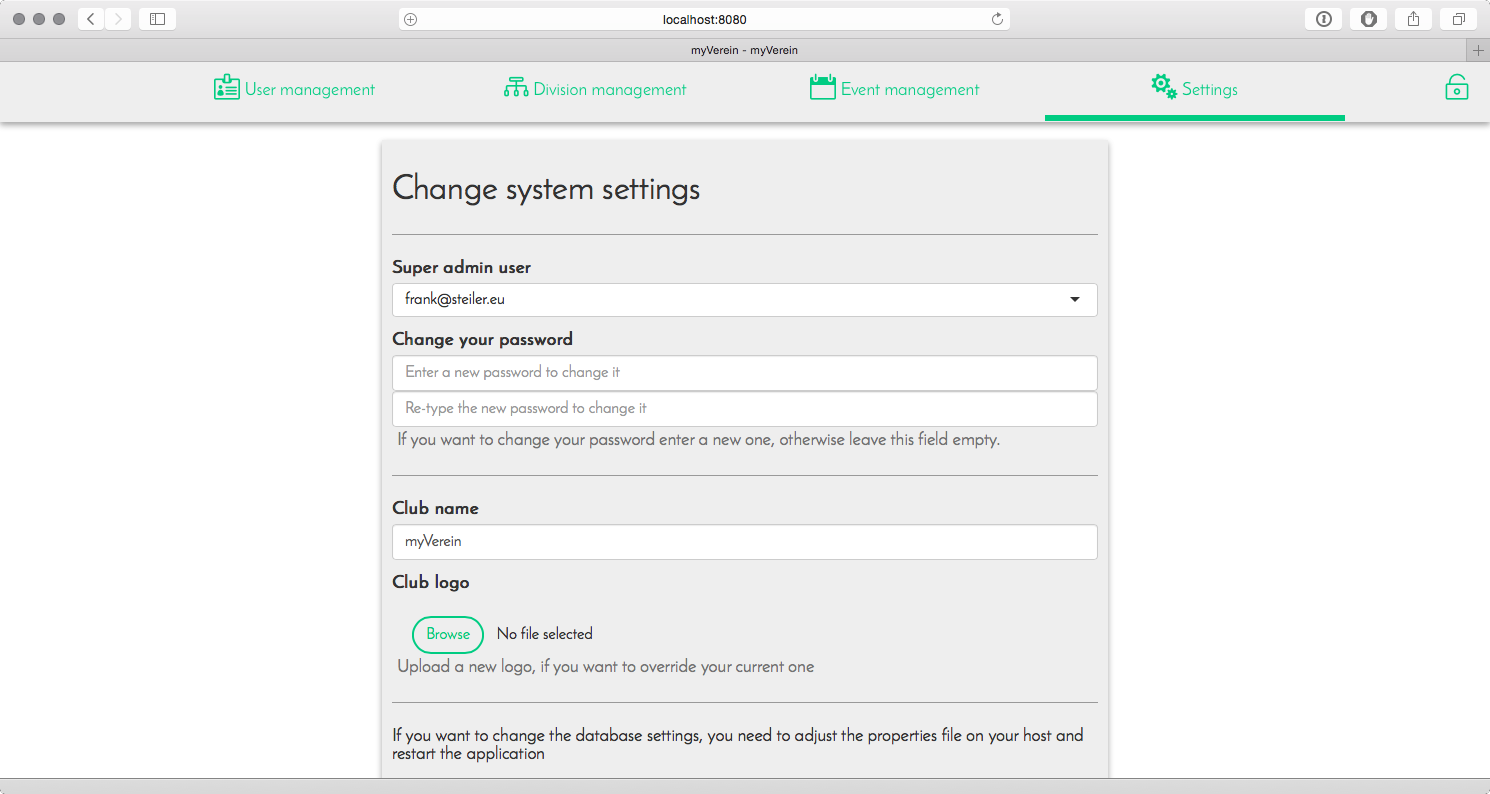 localhost:8080
myVerein - myVerein
User management
Division management
Event management
Settings
Change system settings
Super admin user
frank@steiler.eu
Change your password
Enter a new password to change it
Re-type the new password to change it
If you want to change your password enter a new one, otherwise leave this field empty.
Club name
myVerein
Club logo
Browse No file selected
Upload a new logo, if you want to override your current one
If you want to change the database settings, you need to adjust the properties file on your host and
restart the application